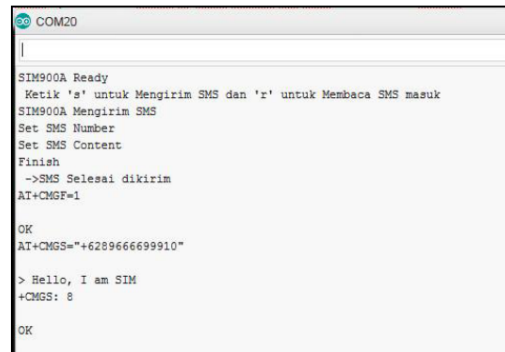 COM20
SIM900A Ready
Ketik 's' untuk Mengirim SMS dan 'r' untuk Membaca SMS masuk
SIM900A Mengirim SMS
Set SMS Number
Set SMS Content
Finish
->SMS Selesai dikirim
AT+CMGF=1
OK
AT+CMGS="+6289666699910"
> Hello, I am SIM
+CMGS: 8
OK